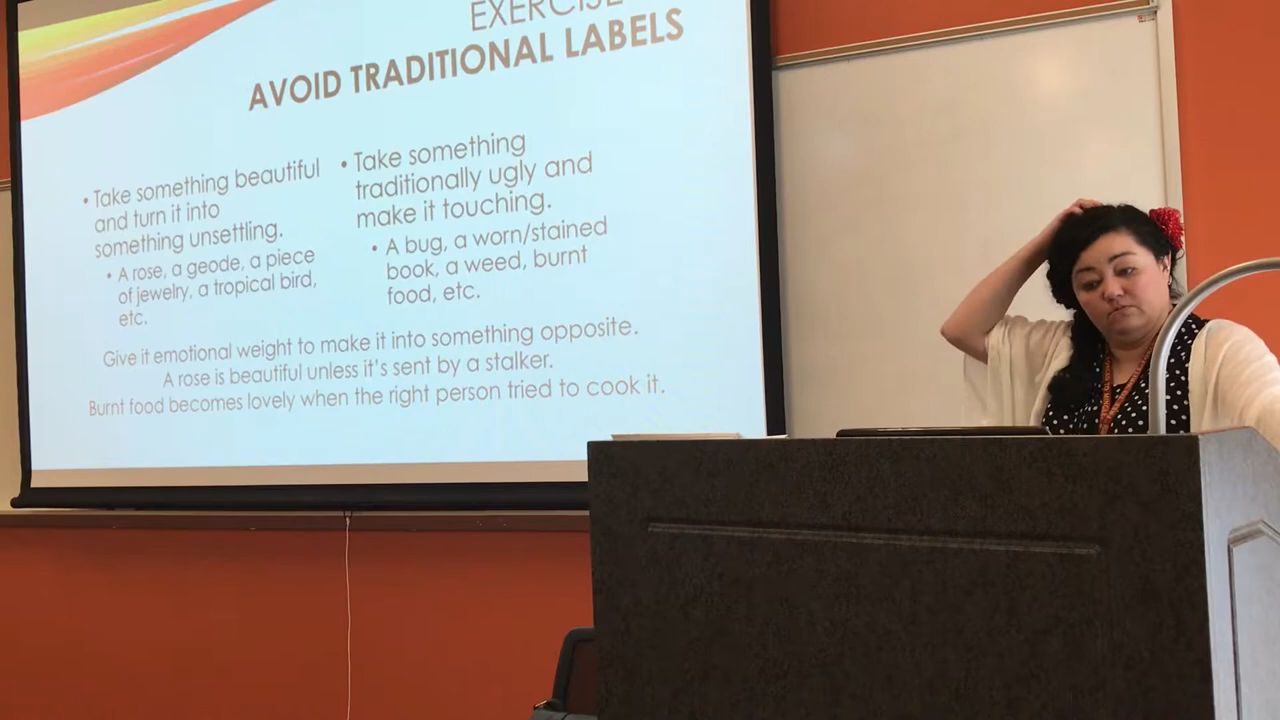 EXERCISE
AVOID TRADITIONAL LABELS
• Take something beautiful
and turn it into
something unsettling.
• A rose, a geode, a piece
of jewelry, a tropical bird,
etc.
• Take something
traditionally ugly and
make it touching.
• A bug, a worn/stained
book, a weed, burnt
food, etc.
Give it emotional weight to make it into something opposite.
A rose is beautiful unless it's sent by a stalker.
Burnt food becomes lovely when the right person tried to cook it.